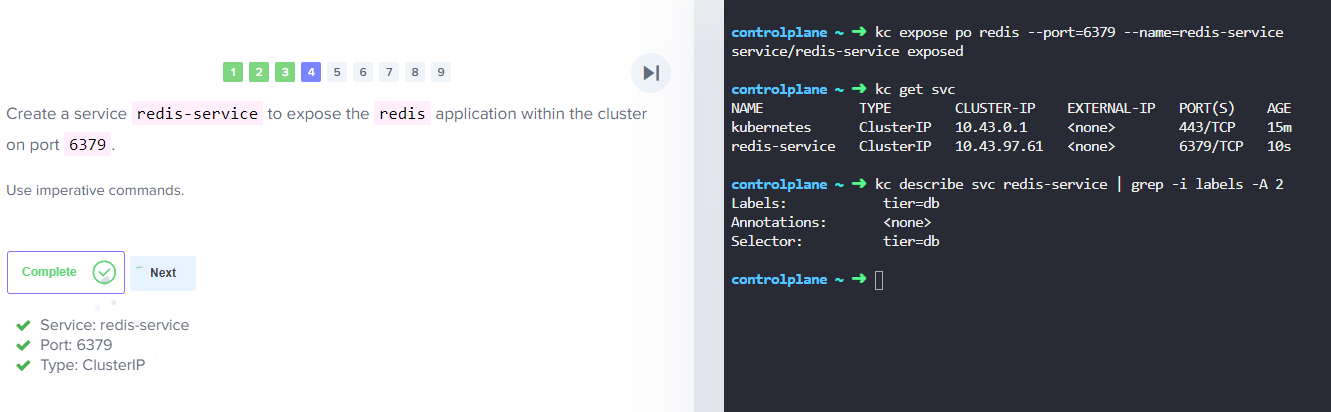 1 2 3 4 5 6 7 8 9
Create a service redis-service to expose the redis application within the cluster
on port 6379 .
Use imperative commands.
Complete
Next
Service: redis-service
Port: 6379
Type: ClusterIP
controlplane ~ ➜ kc expose po redis --port=6379 --name=redis-service
service/redis-service exposed
controlplane ~ ➜ kc get svc
NAME TYPE CLUSTER-IP EXTERNAL-IP PORT(S) AGE
kubernetes ClusterIP 10.43.0.1 <none> 443/TCP 15m
redis-service ClusterIP 10.43.97.61 <none> 6379/TCP 10s
controlplane ~ ➜ kc describe svc redis-service | grep -i labels -A 2
Labels: tier=db
Annotations: <none>
Selector: tier=db
controlplane ~ ➜